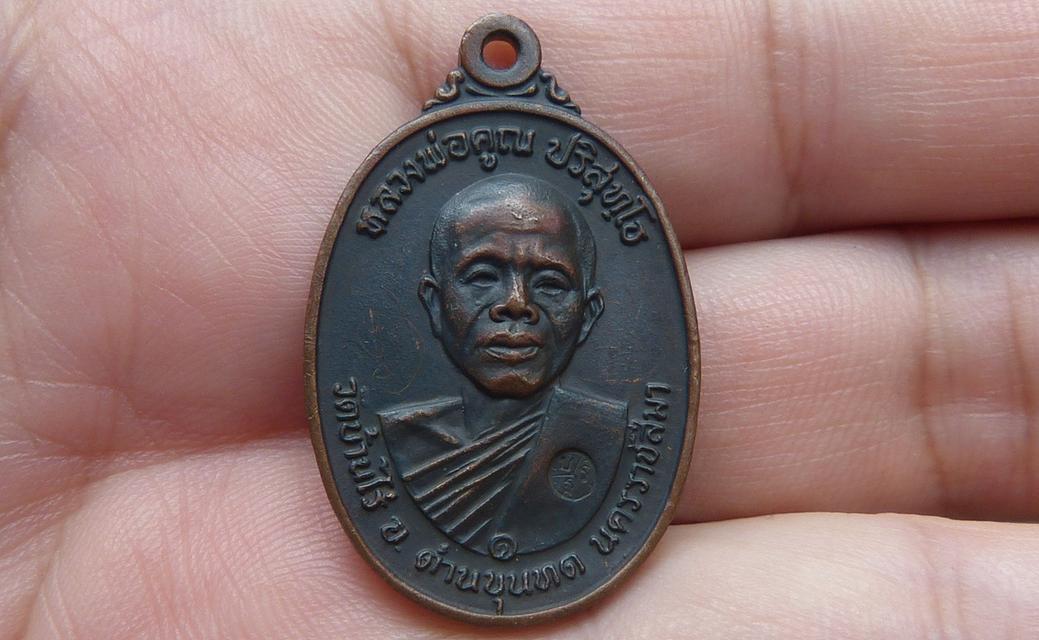 หลวงพ่อคูณ ปริสุทฺโธ
วัดบ้านไร่ อ. ด่านขุนทด นครราชสีมา
๑